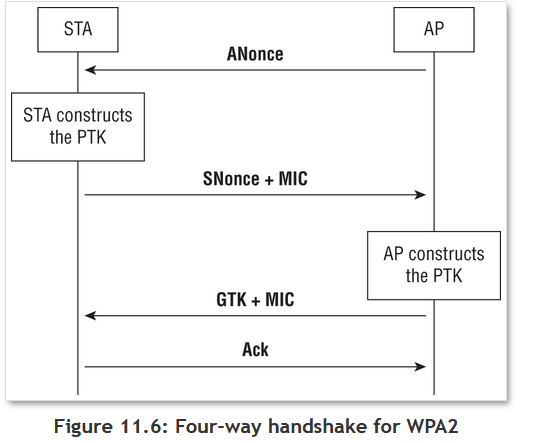 STA
AP
ANonce
STA constructs
the PTK
SNonce + MIC
AP constructs
the PTK
GTK + MIC
Ack
Figure 11.6: Four-way handshake for WPA2